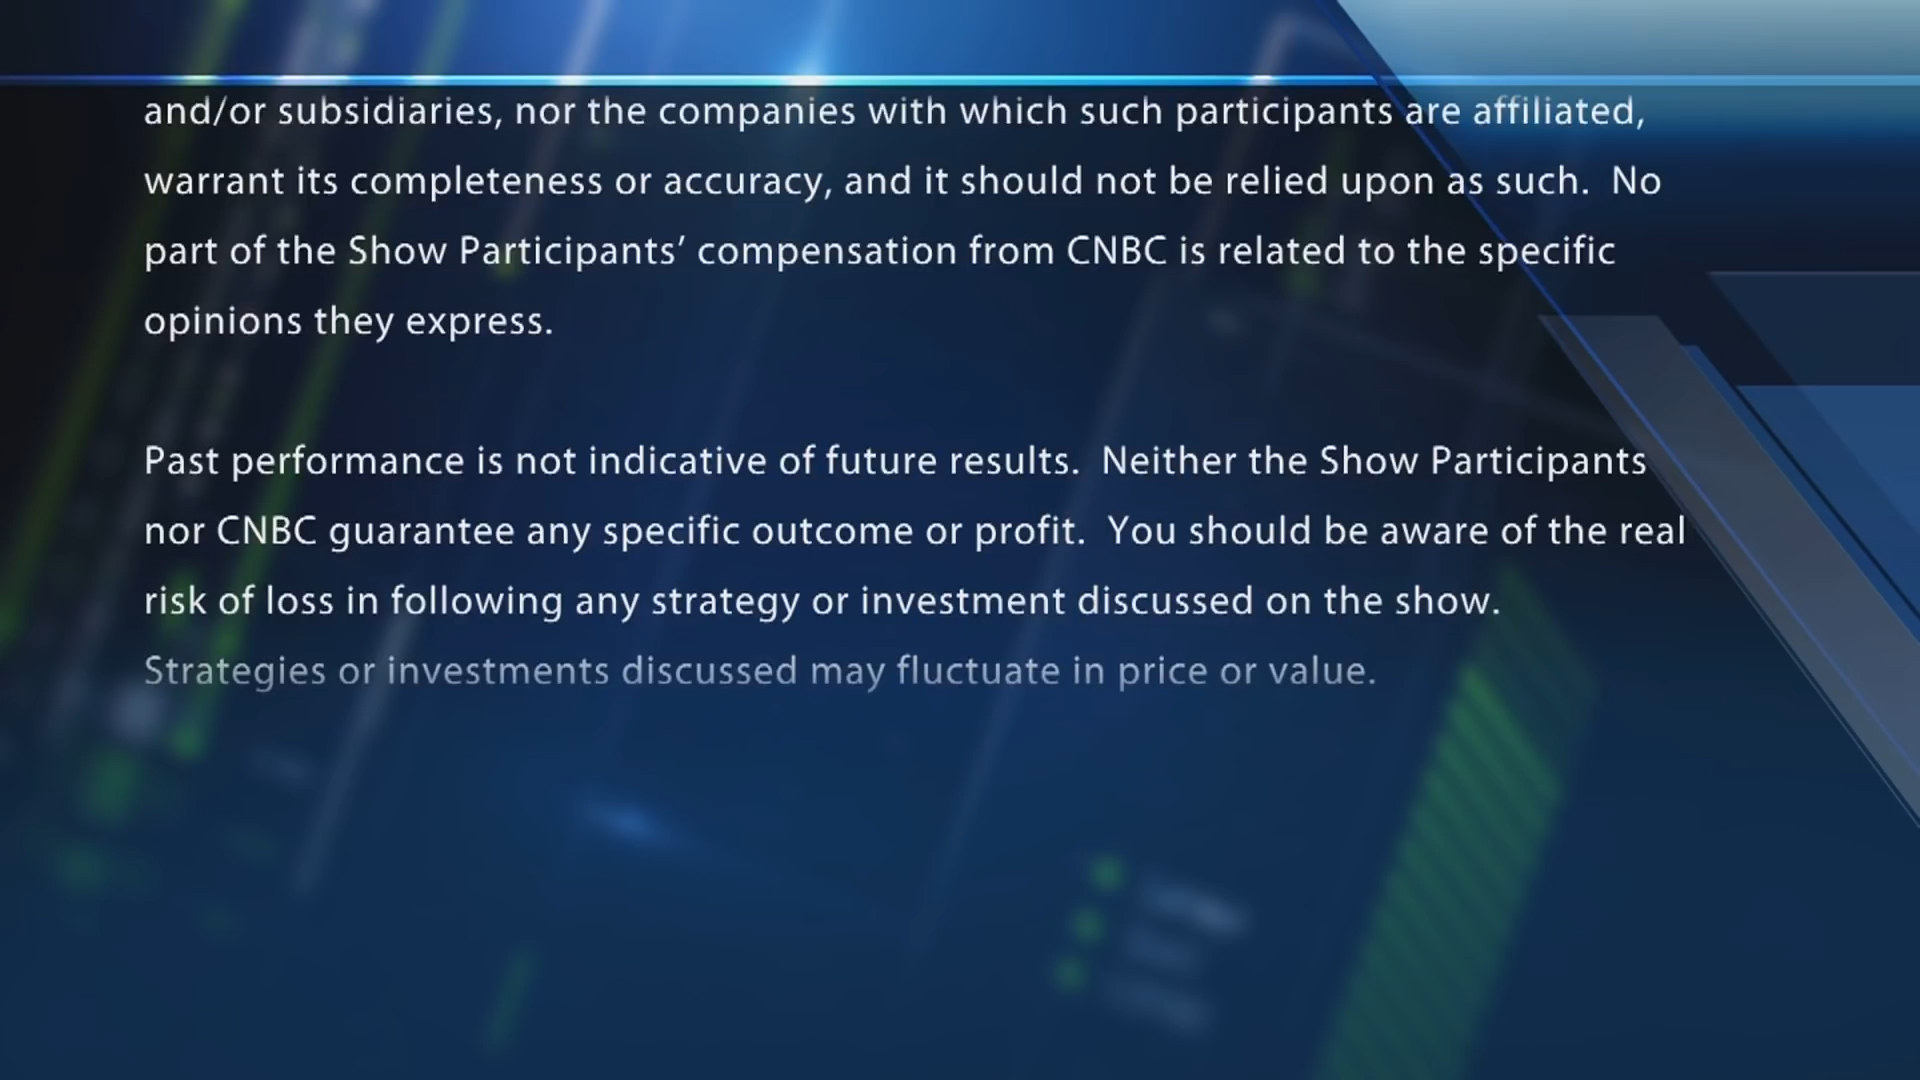 and/or subsidiaries, nor the companies with which such participants are affiliated,
warrant its completeness or accuracy, and it should not be relied upon as such.  No
part of the Show Participants’ compensation from CNBC is related to the specific
opinions they express.
Past performance is not indicative of future results.  Neither the Show Participants
nor CNBC guarantee any specific outcome or profit.  You should be aware of the real
risk of loss in following any strategy or investment discussed on the show.
Strategies or investments discussed may fluctuate in price or value.